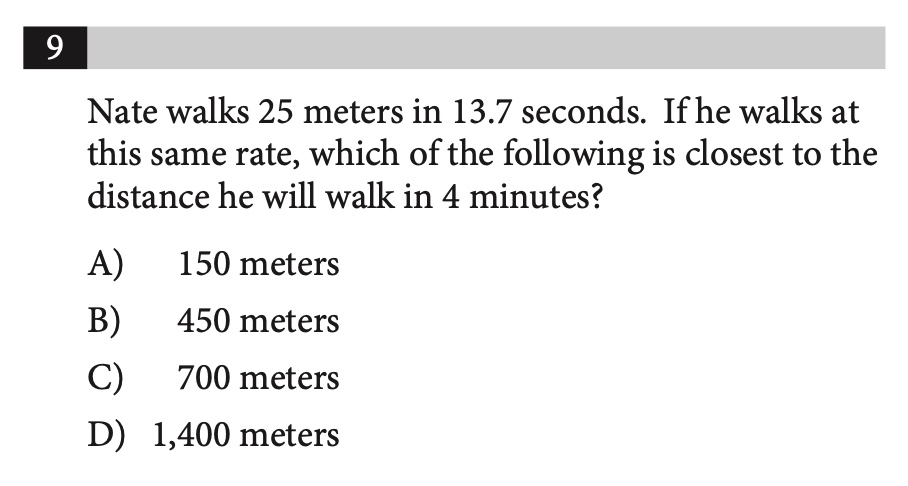 9
Nate walks 25 meters in 13.7 seconds. If he walks at
this same rate, which of the following is closest to the
distance he will walk in 4 minutes?
A) 150 meters
B) 450 meters
C) 700 meters
D) 1,400 meters